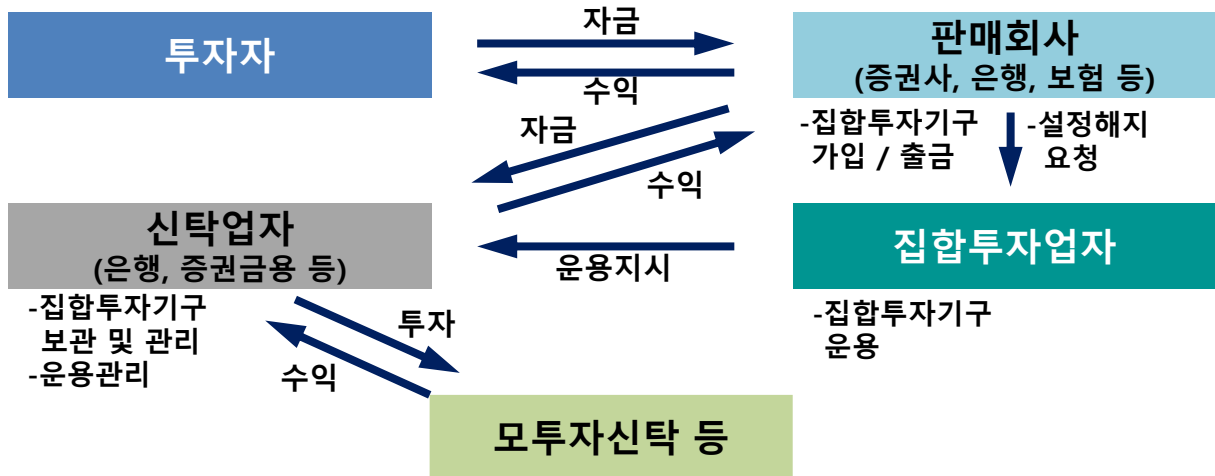 투자자
자금
수익
판매회사
(증권사, 은행, 보험 등)
-집합투자기구
가입 / 출금
-설정해지
요청
자금
수익
신탁업자
(은행, 증권금융 등)
운용지시
집합투자업자
-집합투자기구
보관 및 관리
-운용관리
투자
수익
-집합투자기구
운용
모투자신탁 등